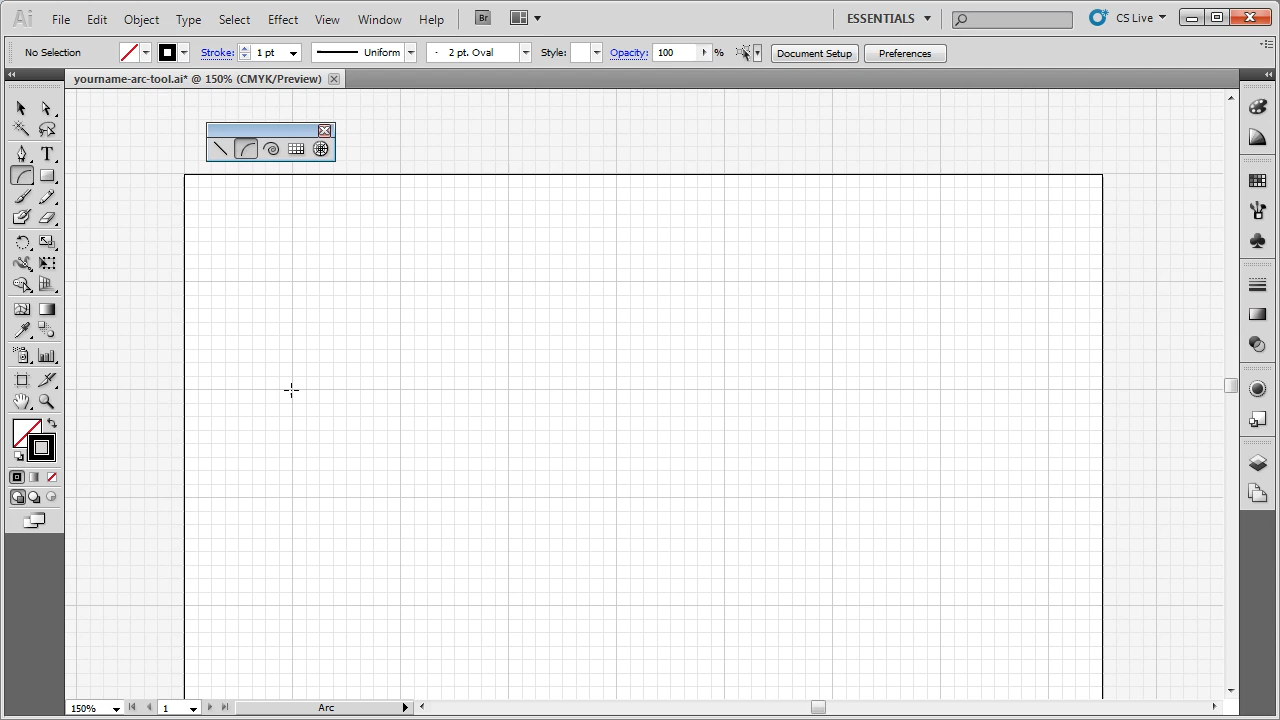 Ai File Edit Object Type Select Effect View Window Help Br ESSENTIALS CS Live
No Selection Stroke: 1 pt Uniform 2 pt. Oval Style: Opacity: 100 % Document Setup Preferences
yourname-arc-tool.ai* @ 150% (CMYK/Preview)
T
150% 1 Arc